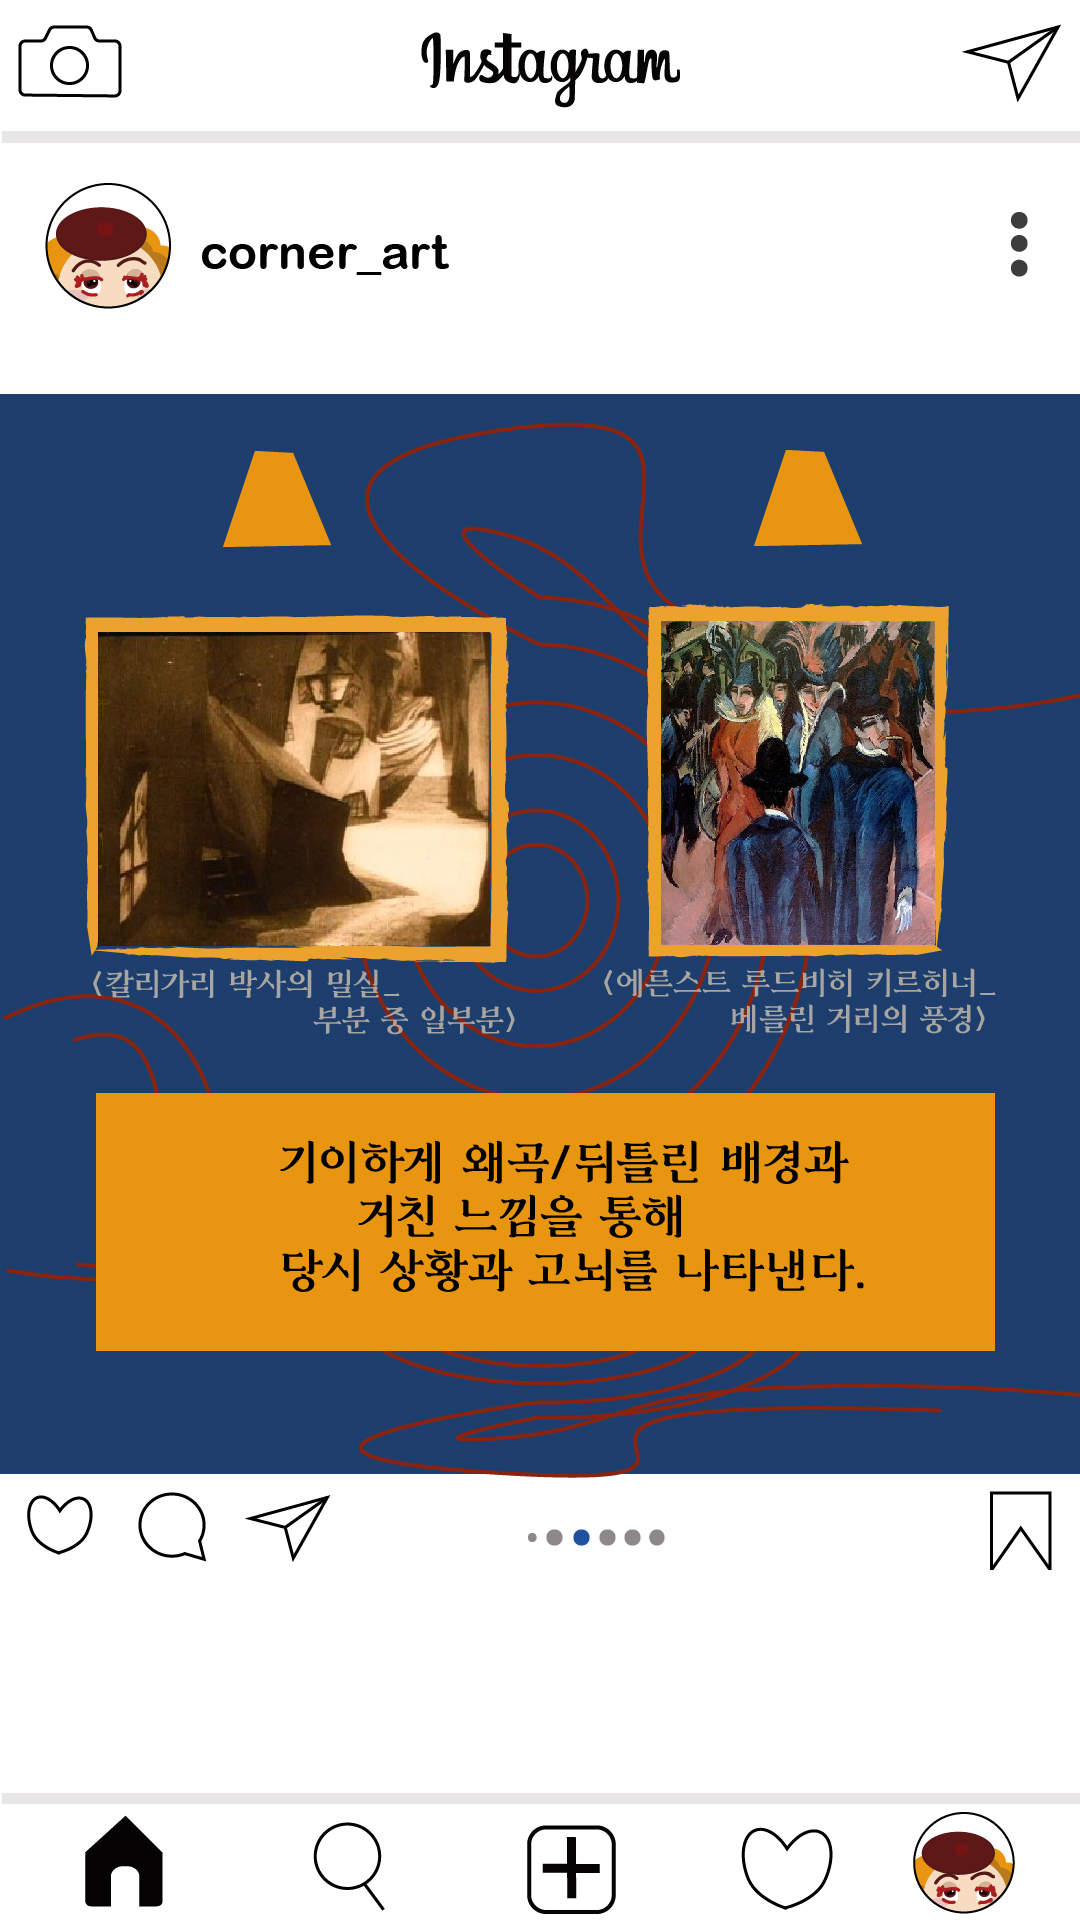 Instagram
corner_art
〈칼리가리 박사의 밀실_
부분 중 일부분〉
〈에른스트 루드비히 키르히너_
베를린 거리의 풍경〉
기이하게 왜곡/뒤틀린 배경과
거친 느낌을 통해
당시 상황과 고뇌를 나타낸다.